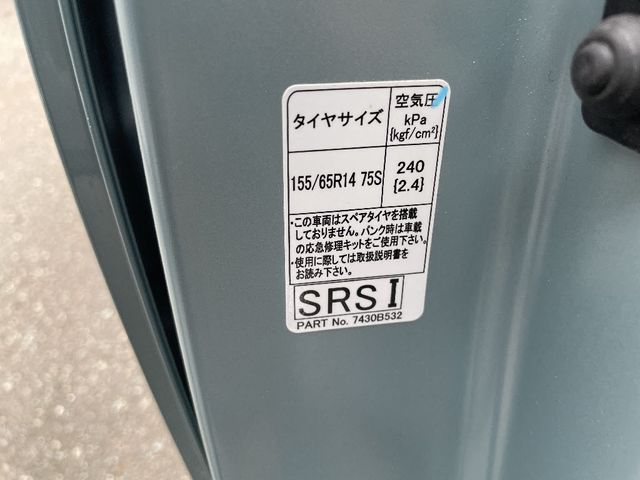 タイヤサイズ
空気圧
kPa
{kgf/cm²}
155/65R14 75S
240
{2.4}
・この車両はスペアタイヤを搭載
しておりません。パンク時は車載
の応急修理キットをご使用下さい。
・使用に際しては取扱説明書を
お読み下さい。
SRS I
PART No. 7430B532